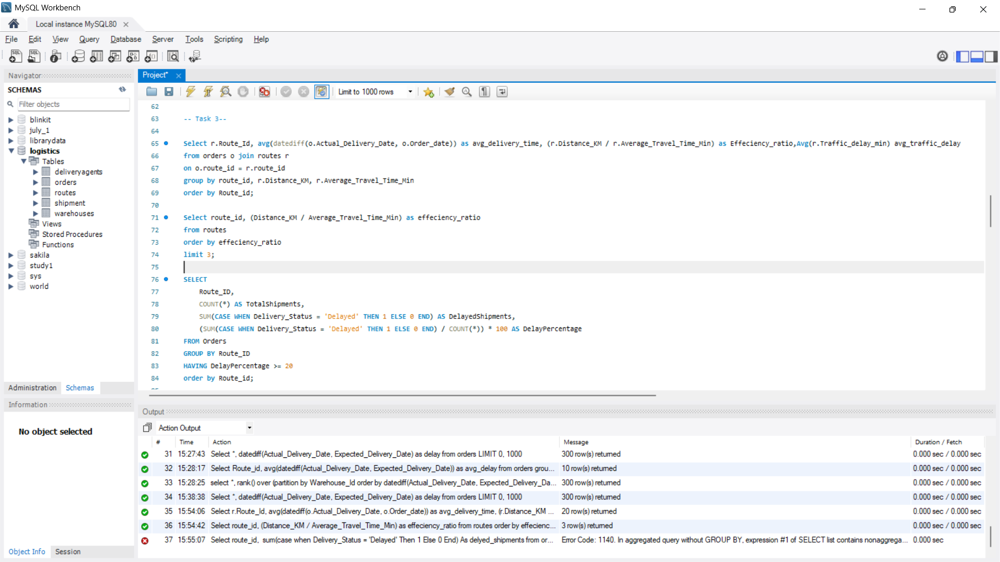 MySQL Workbench
Local instance MySQL80
File Edit View Query Database Server Tools Scripting Help
Navigator
SCHEMAS
Filter objects
blinkit
july_1
librarydata
logistics
Tables
deliveryagents
orders
routes
shipment
warehouses
Views
Stored Procedures
Functions
sakila
study1
sys
world
Administration Schemas
Information
No object selected
Object Info Session
Project*
Limit to 1000 rows
62
63 -- Task 3--
64
65 Select r.Route_Id, avg(datediff(o.Actual_Delivery_Date, o.Order_date)) as avg_delivery_time, (r.Distance_KM / r.Average_Travel_Time_Min) as Effeciency_ratio,Avg(r.Traffic_delay_min) avg_traffic_delay
66 from orders o join routes r
67 on o.route_id = r.route_id
68 group by route_id, r.Distance_KM, r.Average_Travel_Time_Min
69 order by Route_id;
70
71 Select route_id, (Distance_KM / Average_Travel_Time_Min) as effeciency_ratio
72 from routes
73 order by effeciency_ratio
74 limit 3;
75
76 SELECT
77 Route_ID,
78 COUNT(*) AS TotalShipments,
79 SUM(CASE WHEN Delivery_Status = 'Delayed' THEN 1 ELSE 0 END) AS DelayedShipments,
80 (SUM(CASE WHEN Delivery_Status = 'Delayed' THEN 1 ELSE 0 END) / COUNT(*)) * 100 AS DelayPercentage
81 FROM Orders
82 GROUP BY Route_ID
83 HAVING DelayPercentage >= 20
84 order by Route_id;
Output
Action Output
# Time Action Message Duration / Fetch
31 15:27:43 Select *, datediff(Actual_Delivery_Date, Expected_Delivery_Date) as delay from orders LIMIT 0, 1000 300 row(s) returned 0.000 sec / 0.000 sec
32 15:28:17 Select Route_id, avg(datediff(Actual_Delivery_Date, Expected_Delivery_Date)) as avg_delay from orders grou... 10 row(s) returned 0.000 sec / 0.000 sec
33 15:28:25 select *, rank() over (partition by Warehouse_Id order by datediff(Actual_Delivery_Date, Expected_Delivery_Da... 300 row(s) returned 0.000 sec / 0.000 sec
34 15:38:38 Select *, datediff(Actual_Delivery_Date, Expected_Delivery_Date) as delay from orders LIMIT 0, 1000 300 row(s) returned 0.000 sec / 0.000 sec
35 15:54:06 Select r.Route_Id, avg(datediff(o.Actual_Delivery_Date, o.Order_date)) as avg_delivery_time, (r.Distance_KM ... 20 row(s) returned 0.000 sec / 0.000 sec
36 15:54:42 Select route_id, (Distance_KM / Average_Travel_Time_Min) as effeciency_ratio from routes order by effecienc... 3 row(s) returned 0.000 sec / 0.000 sec
37 15:55:07 Select route_id, sum(case when Delivery_Status = 'Delayed' Then 1 Else 0 End) As delyed_shipments from or... Error Code: 1140. In aggregated query without GROUP BY, expression #1 of SELECT list contains nonaggrega... 0.000 sec